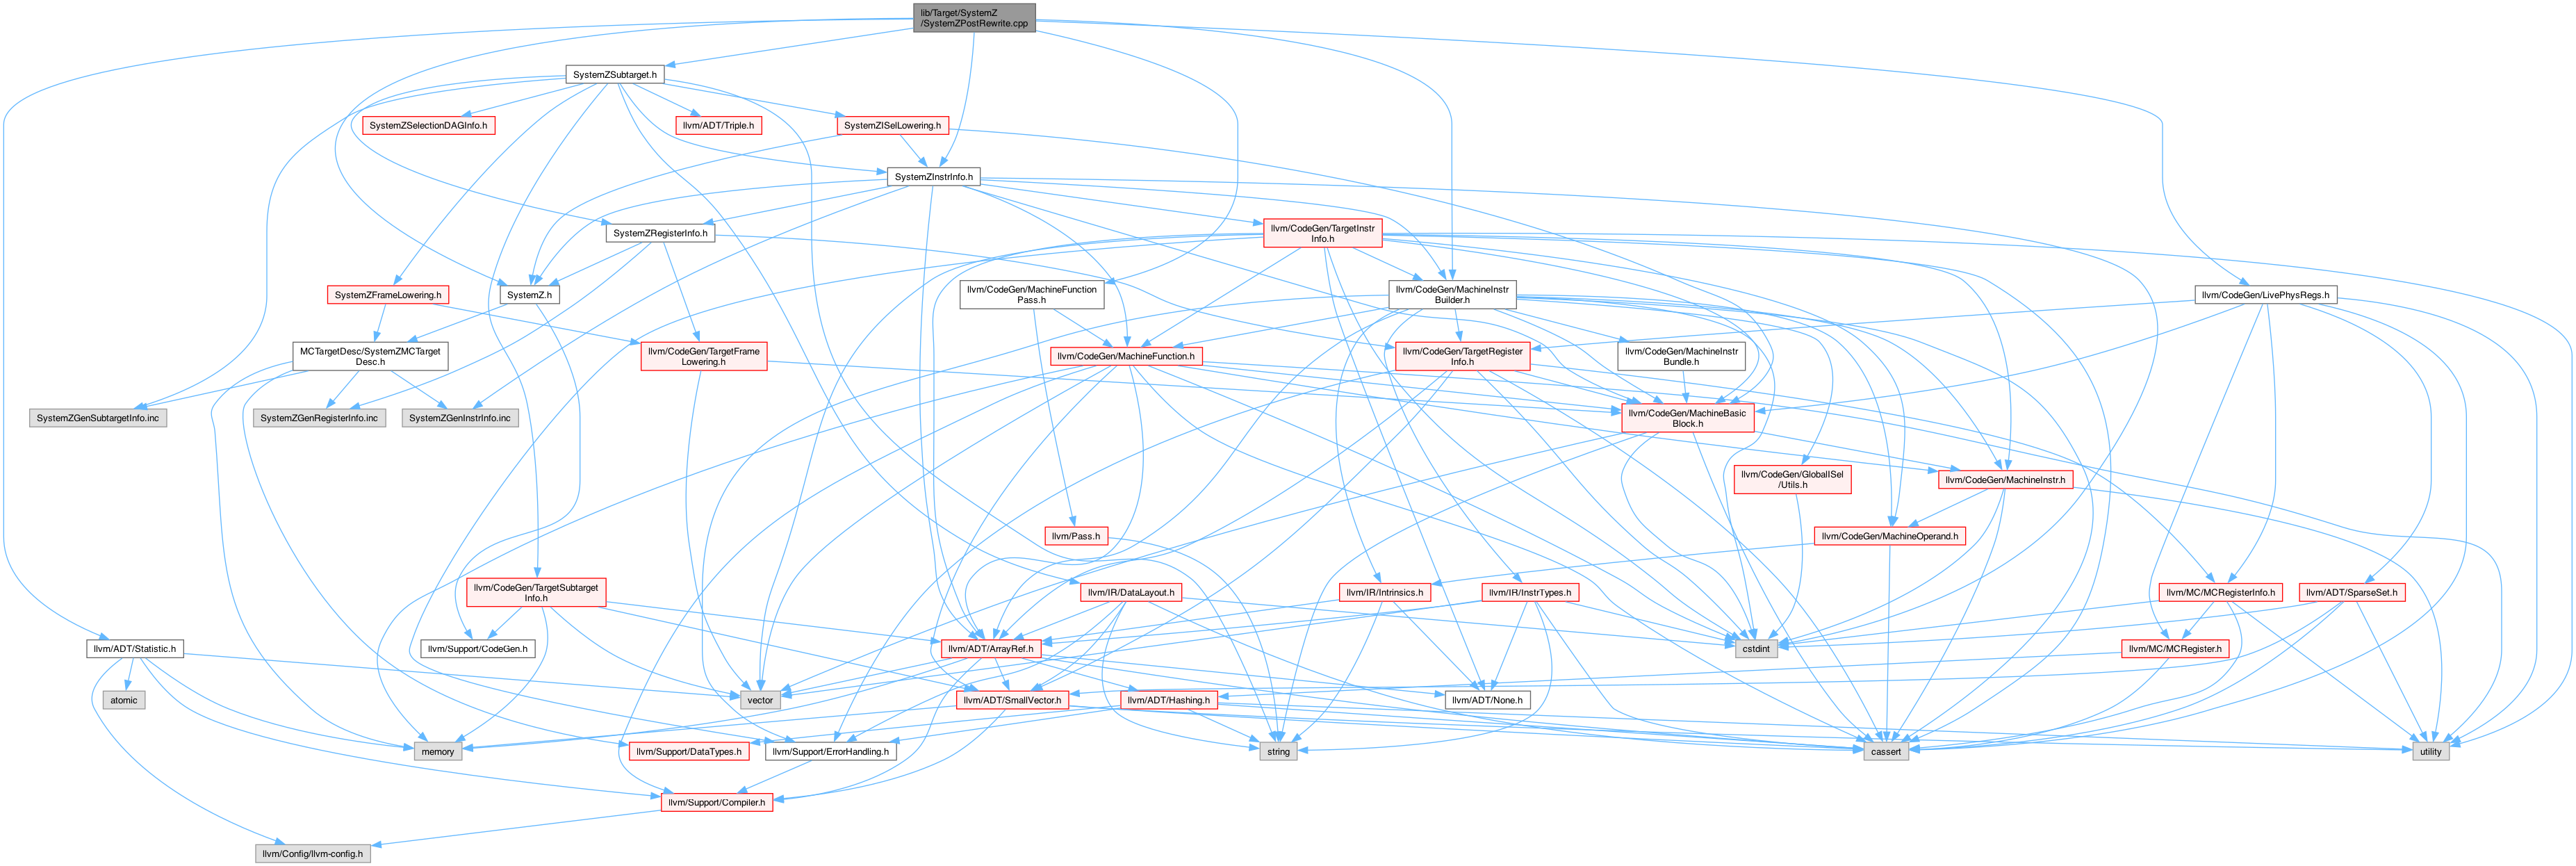 lib/Target/SystemZ
/SystemZPostRewrite.cpp
SystemZSubtarget.h
SystemZSelectionDAGInfo.h
llvm/ADT/Triple.h
SystemZISelLowering.h
SystemZInstrInfo.h
SystemZRegisterInfo.h
llvm/CodeGen/TargetInstr
Info.h
SystemZFrameLowering.h
SystemZ.h
llvm/CodeGen/MachineFunction
Pass.h
llvm/CodeGen/MachineInstr
Builder.h
llvm/CodeGen/LivePhysRegs.h
MCTargetDesc/SystemZMCTarget
Desc.h
llvm/CodeGen/TargetFrame
Lowering.h
llvm/CodeGen/MachineFunction.h
llvm/CodeGen/TargetRegister
Info.h
llvm/CodeGen/MachineInstr
Bundle.h
SystemZGenSubtargetInfo.inc
SystemZGenRegisterInfo.inc
SystemZGenInstrInfo.inc
llvm/CodeGen/MachineBasic
Block.h
llvm/CodeGen/GlobalISel
/Utils.h
llvm/CodeGen/MachineInstr.h
llvm/Pass.h
llvm/CodeGen/MachineOperand.h
llvm/CodeGen/TargetSubtarget
Info.h
llvm/IR/DataLayout.h
llvm/IR/Intrinsics.h
llvm/IR/InstrTypes.h
llvm/MC/MCRegisterInfo.h
llvm/ADT/SparseSet.h
llvm/ADT/Statistic.h
llvm/Support/CodeGen.h
llvm/ADT/ArrayRef.h
cstdint
llvm/MC/MCRegister.h
atomic
vector
llvm/ADT/SmallVector.h
llvm/ADT/Hashing.h
llvm/ADT/None.h
memory
llvm/Support/DataTypes.h
llvm/Support/ErrorHandling.h
string
cassert
utility
llvm/Support/Compiler.h
llvm/Config/llvm-config.h